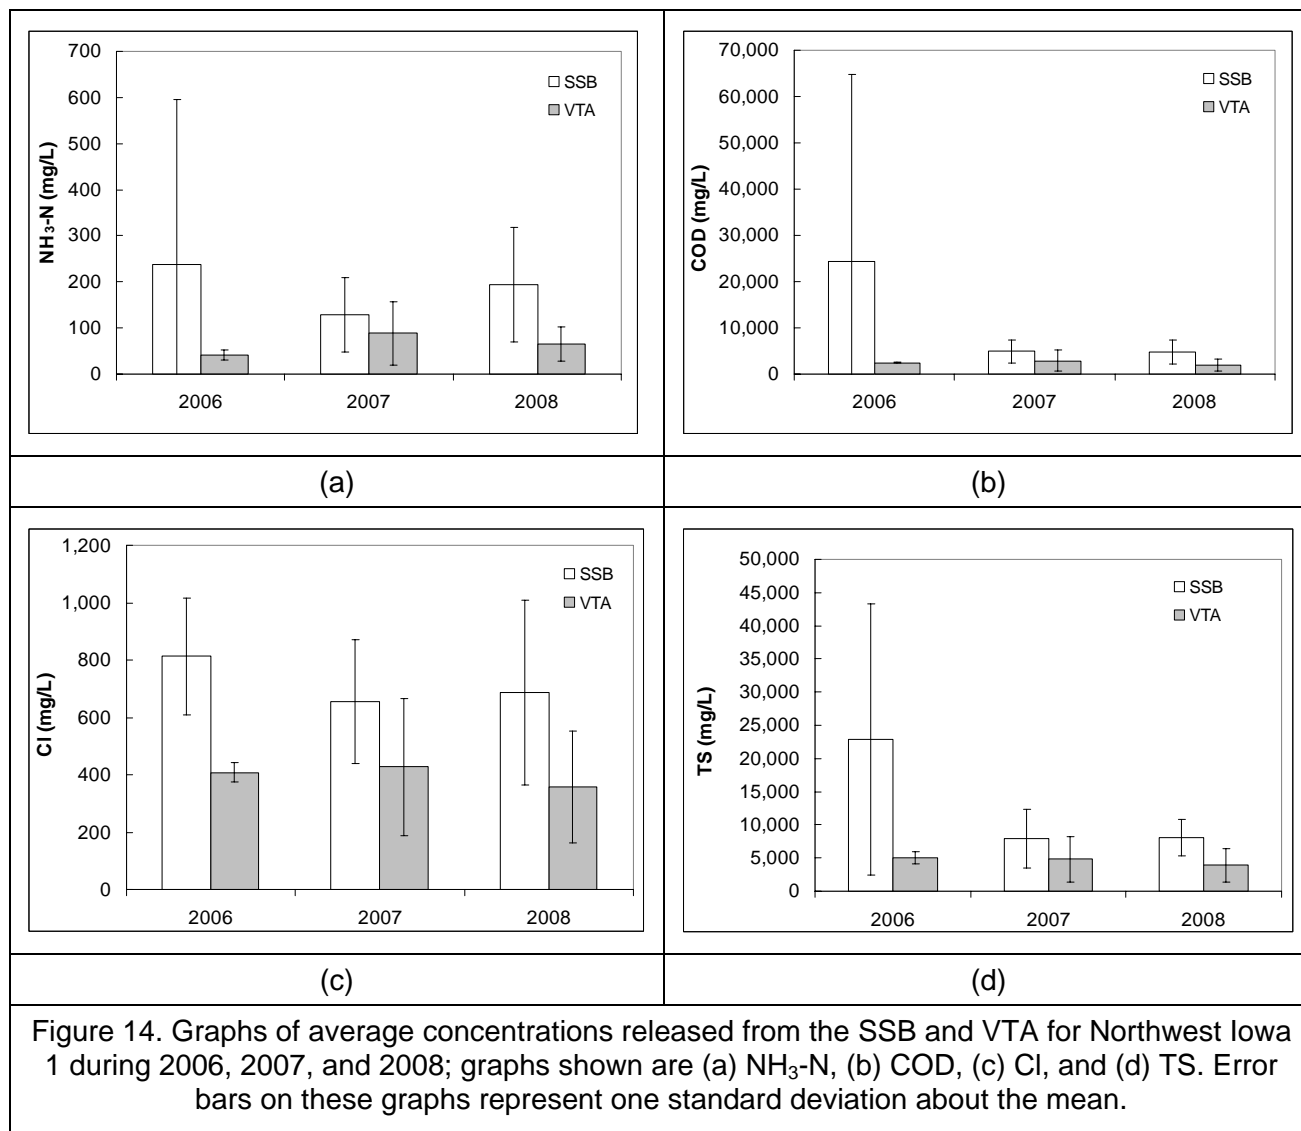 700
600
500
400
300
200
100
0
NH₃-N (mg/L)
SSB
VTA
2006 2007 2008
(a)
70,000
60,000
50,000
40,000
30,000
20,000
10,000
0
COD (mg/L)
SSB
VTA
2006 2007 2008
(b)
1,200
1,000
800
600
400
200
0
Cl (mg/L)
SSB
VTA
2006 2007 2008
(c)
50,000
45,000
40,000
35,000
30,000
25,000
20,000
15,000
10,000
5,000
0
TS (mg/L)
SSB
VTA
2006 2007 2008
(d)
Figure 14. Graphs of average concentrations released from the SSB and VTA for Northwest Iowa
1 during 2006, 2007, and 2008; graphs shown are (a) NH₃-N, (b) COD, (c) Cl, and (d) TS. Error
bars on these graphs represent one standard deviation about the mean.